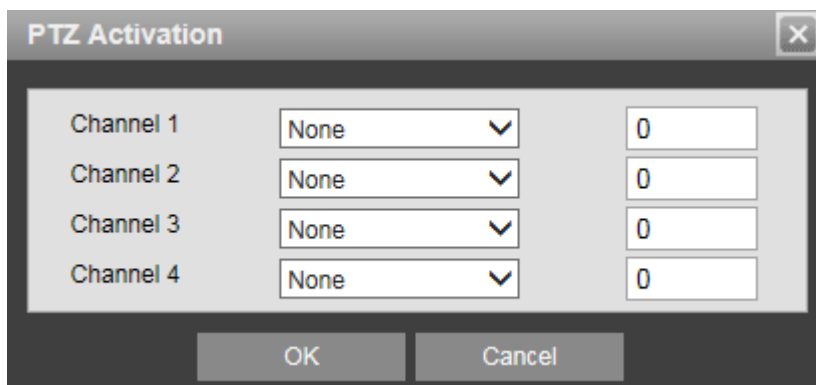 PTZ Activation
Channel 1 None 0
Channel 2 None 0
Channel 3 None 0
Channel 4 None 0
OK Cancel